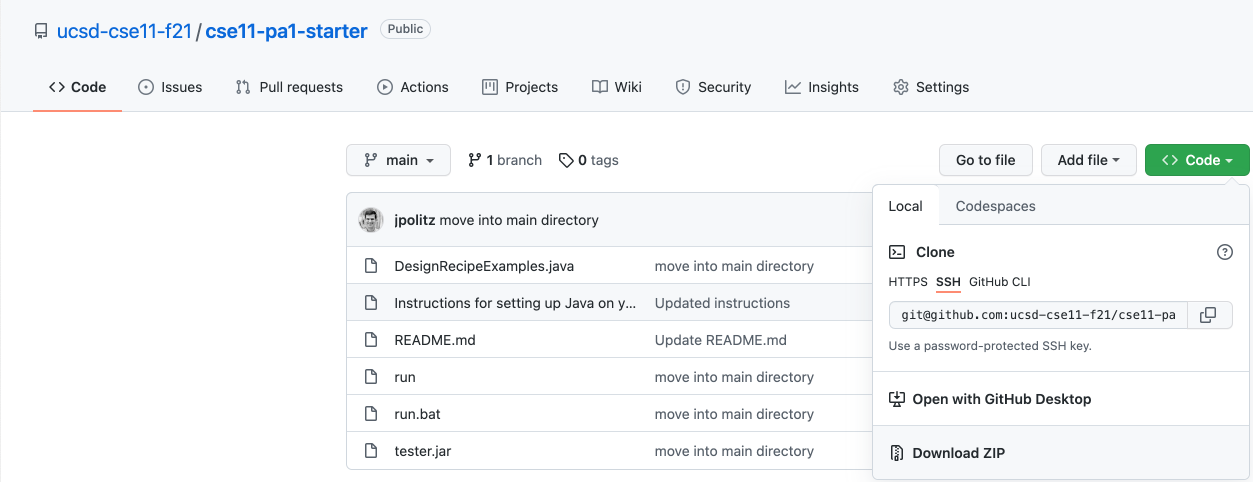 ucsd-cse11-f21 / cse11-pa1-starter Public
<> Code Issues Pull requests Actions Projects Wiki Security Insights Settings
main 1 branch 0 tags Go to file Add file <> Code
jpolitz move into main directory
DesignRecipeExamples.java move into main directory
Instructions for setting up Java on y... Updated instructions
README.md Update README.md
run move into main directory
run.bat move into main directory
tester.jar move into main directory
Local Codespaces
Clone
HTTPS SSH GitHub CLI
git@github.com:ucsd-cse11-f21/cse11-pa
Use a password-protected SSH key.
Open with GitHub Desktop
Download ZIP